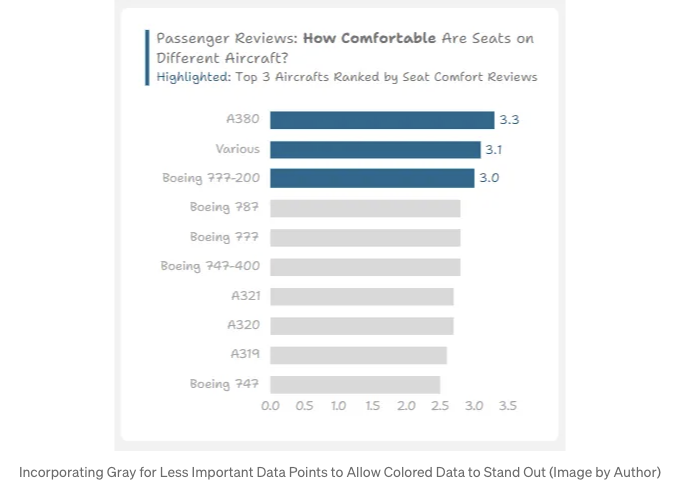 Passenger Reviews: How Comfortable Are Seats on
Different Aircraft?
Highlighted: Top 3 Aircrafts Ranked by Seat Comfort Reviews
A380 3.3
Various 3.1
Boeing 777-200 3.0
Boeing 787
Boeing 777
Boeing 747-400
A321
A320
A319
Boeing 747
0.0 0.5 1.0 1.5 2.0 2.5 3.0 3.5
Incorporating Gray for Less Important Data Points to Allow Colored Data to Stand Out (Image by Author)